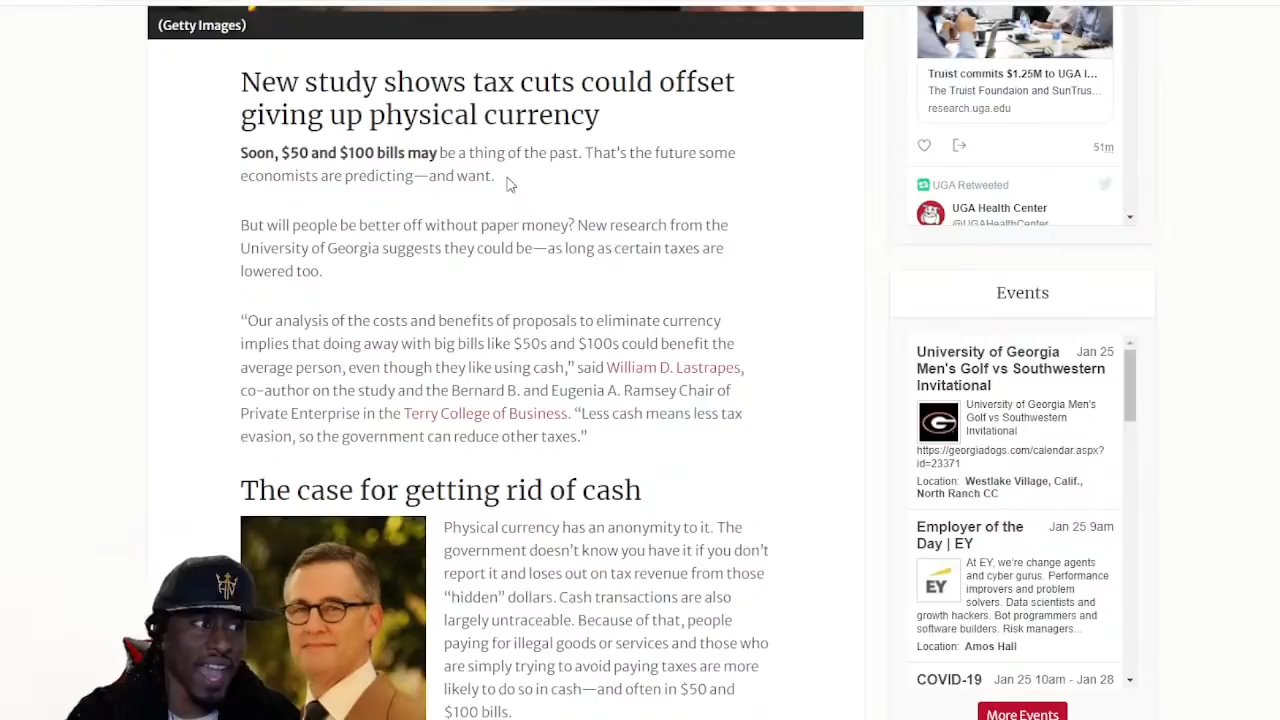 (Getty Images)
New study shows tax cuts could offset
giving up physical currency
Soon, $50 and $100 bills may be a thing of the past. That’s the future some
economists are predicting—and want.
But will people be better off without paper money? New research from the
University of Georgia suggests they could be—as long as certain taxes are
lowered too.
“Our analysis of the costs and benefits of proposals to eliminate currency
implies that doing away with big bills like $50s and $100s could benefit the
average person, even though they like using cash,” said William D. Lastrapes,
co-author on the study and the Bernard B. and Eugenia A. Ramsey Chair of
Private Enterprise in the Terry College of Business. “Less cash means less tax
evasion, so the government can reduce other taxes.”
The case for getting rid of cash
Physical currency has an anonymity to it. The
government doesn’t know you have it if you don’t
report it and loses out on tax revenue from those
“hidden” dollars. Cash transactions are also
largely untraceable. Because of that, people
paying for illegal goods or services and those who
are simply trying to avoid paying taxes are more
likely to do so in cash—and often in $50 and
$100 bills.
Truist commits $1.25M to UGA I...
The Truist Foundaion and SunTrus...
research.uga.edu
51m
UGA Retweeted
UGA Health Center
@UGAHealthCenter
Events
University of Georgia Jan 25
Men's Golf vs Southwestern
Invitational
University of Georgia Men's
Golf vs Southwestern
Invitational
https://georgiadogs.com/calendar.aspx?
id=23371
Location: Westlake Village, Calif.,
North Ranch CC
Employer of the Jan 25 9am
Day | EY
EY
At EY, we're change agents
and cyber gurus. Performance
improvers and problem
solvers. Data scientists and
growth hackers. Bot programmers and
software builders. Risk managers...
Location: Amos Hall
COVID-19 Jan 25 10am - Jan 28
More Events